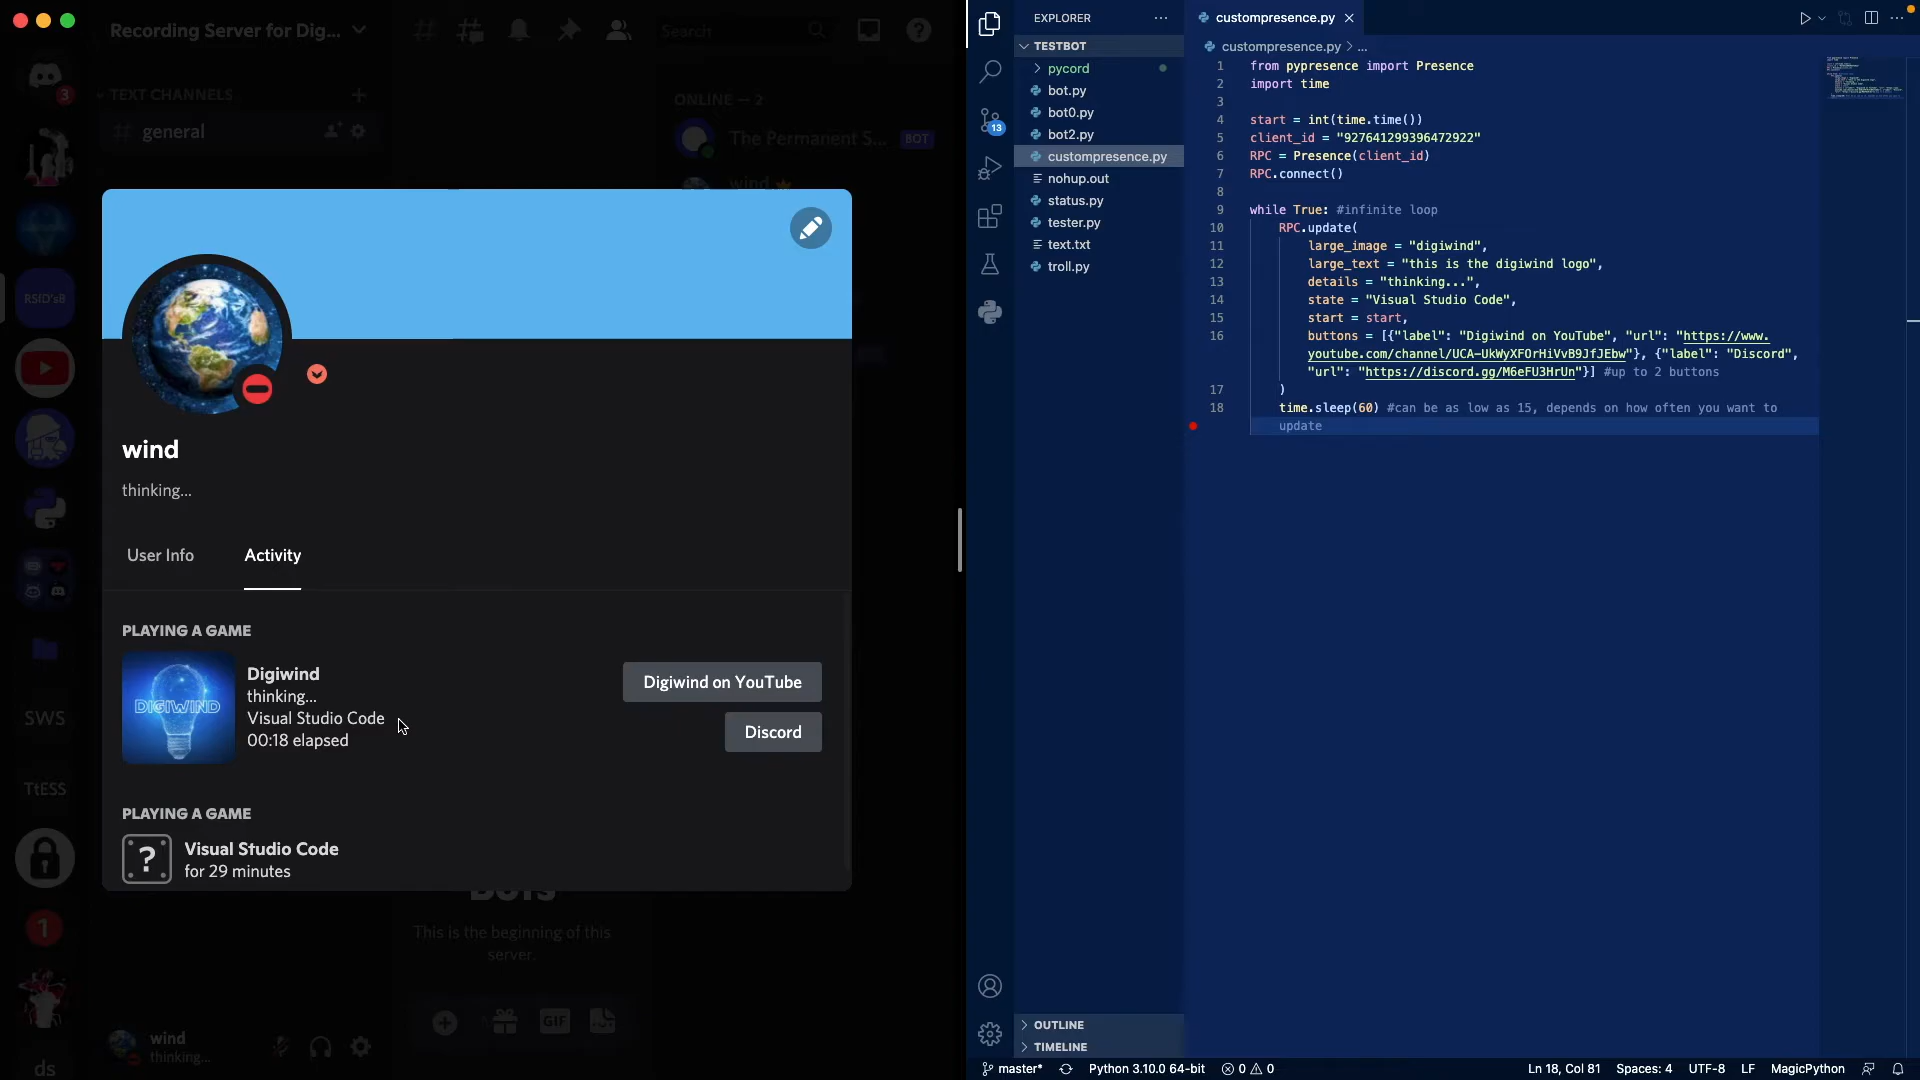 Recording Server for Dig...
Search
3
TEXT CHANNELS
general
ONLINE — 2
The Permanent S...
BOT
wind
RSfD'sB
wind
thinking...
User Info
Activity
PLAYING A GAME
DIGIWIND
Digiwind
thinking...
Visual Studio Code
00:18 elapsed
Digiwind on YouTube
Discord
PLAYING A GAME
?
Visual Studio Code
for 29 minutes
SWS
TtESS
1
ds
This is the beginning of this
server.
GIF
wind
thinking...
EXPLORER
TESTBOT
pycord
bot.py
bot0.py
bot2.py
custompresence.py
nohup.out
status.py
tester.py
text.txt
troll.py
13
OUTLINE
TIMELINE
custompresence.py
custompresence.py > ...
1 from pypresence import Presence
2 import time
3
4 start = int(time.time())
5 client_id = "927641299396472922"
6 RPC = Presence(client_id)
7 RPC.connect()
8
9 while True: #infinite loop
10 RPC.update(
11 large_image = "digiwind",
12 large_text = "this is the digiwind logo",
13 details = "thinking...",
14 state = "Visual Studio Code",
15 start = start,
16 buttons = [{"label": "Digiwind on YouTube", "url": "https://www.
youtube.com/channel/UCA-UkWyXFOrHiVvB9JfJEbw"}, {"label": "Discord",
"url": "https://discord.gg/M6eFU3HrUn"}] #up to 2 buttons
17 )
18 time.sleep(60) #can be as low as 15, depends on how often you want to
update
master*
Python 3.10.0 64-bit
0
0
Ln 18, Col 81
Spaces: 4
UTF-8
LF
MagicPython